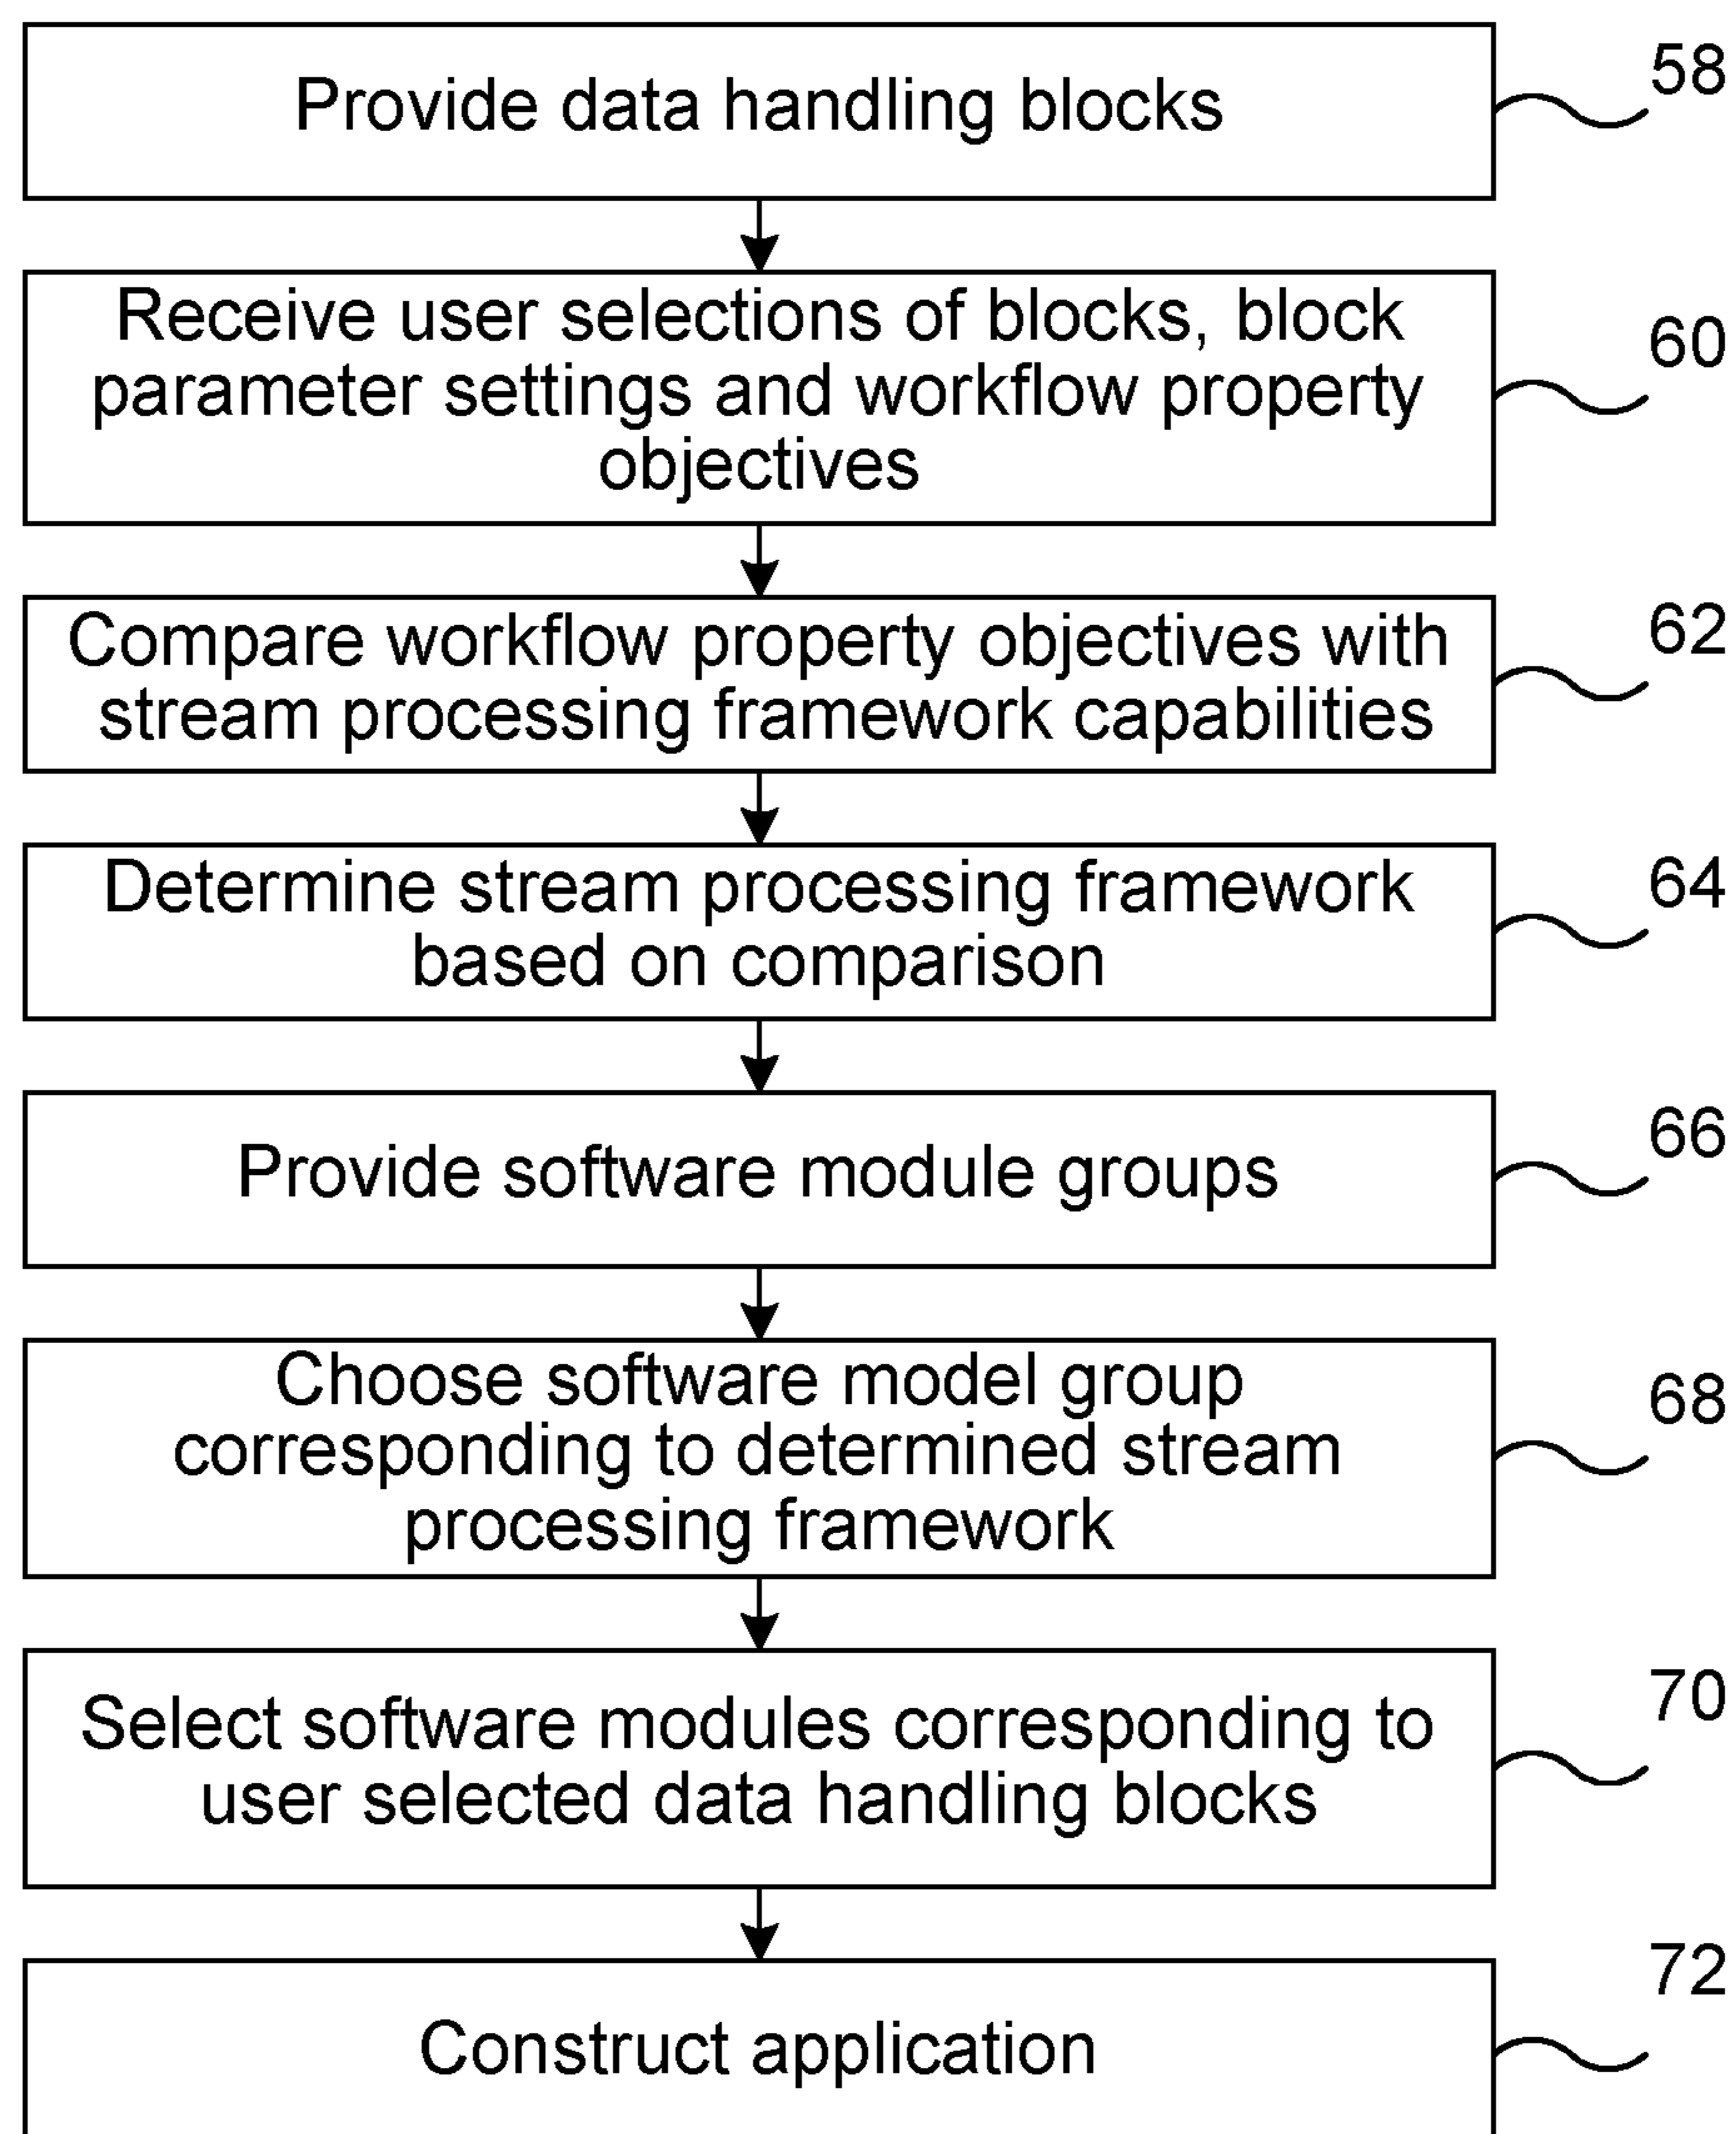 Provide data handling blocks
58
Receive user selections of blocks, block
parameter settings and workflow property
objectives
60
Compare workflow property objectives with
stream processing framework capabilities
62
Determine stream processing framework
based on comparison
64
Provide software module groups
66
Choose software model group
corresponding to determined stream
processing framework
68
Select software modules corresponding to
user selected data handling blocks
70
Construct application
72